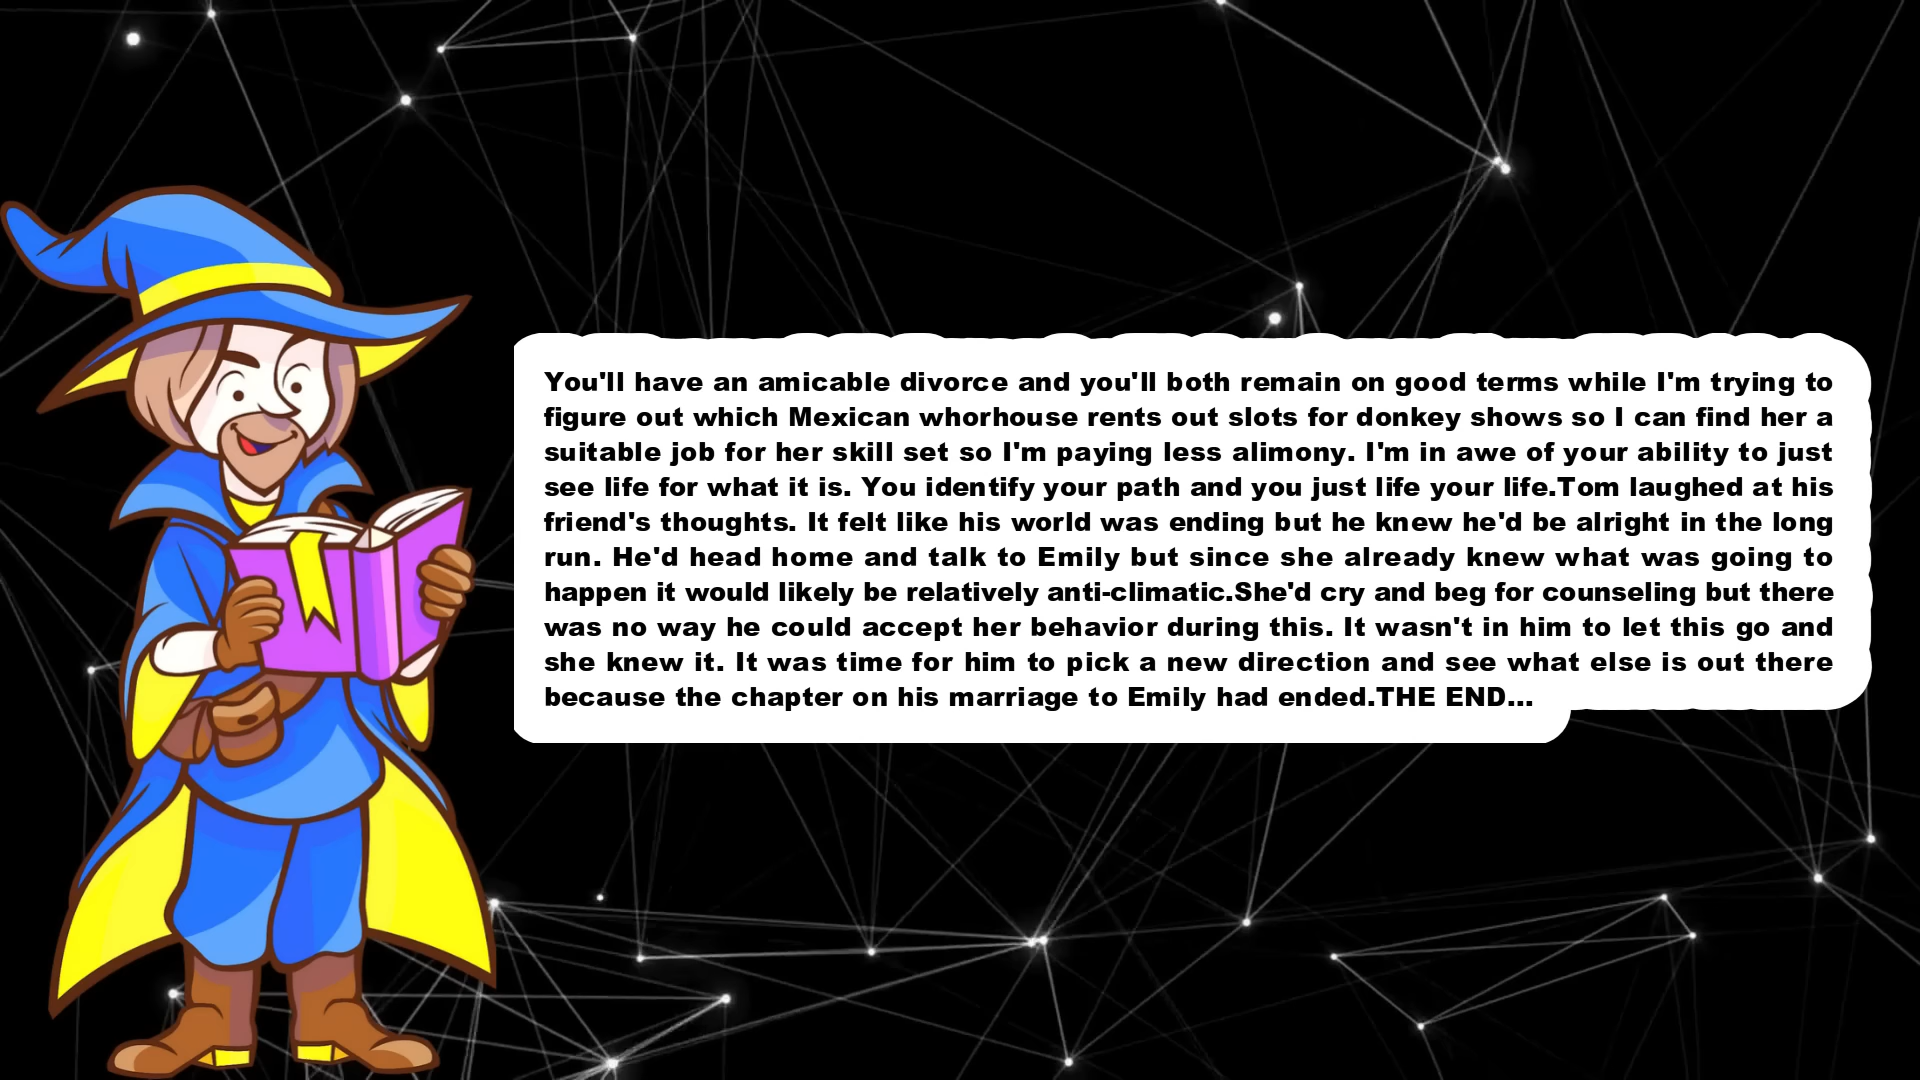 You'll have an amicable divorce and you'll both remain on good terms while I'm trying to
figure out which Mexican whorhouse rents out slots for donkey shows so I can find her a
suitable job for her skill set so I'm paying less alimony. I'm in awe of your ability to just
see life for what it is. You identify your path and you just life your life.Tom laughed at his
friend's thoughts. It felt like his world was ending but he knew he'd be alright in the long
run. He'd head home and talk to Emily but since she already knew what was going to
happen it would likely be relatively anti-climatic.She'd cry and beg for counseling but there
was no way he could accept her behavior during this. It wasn't in him to let this go and
she knew it. It was time for him to pick a new direction and see what else is out there
because the chapter on his marriage to Emily had ended.THE END...